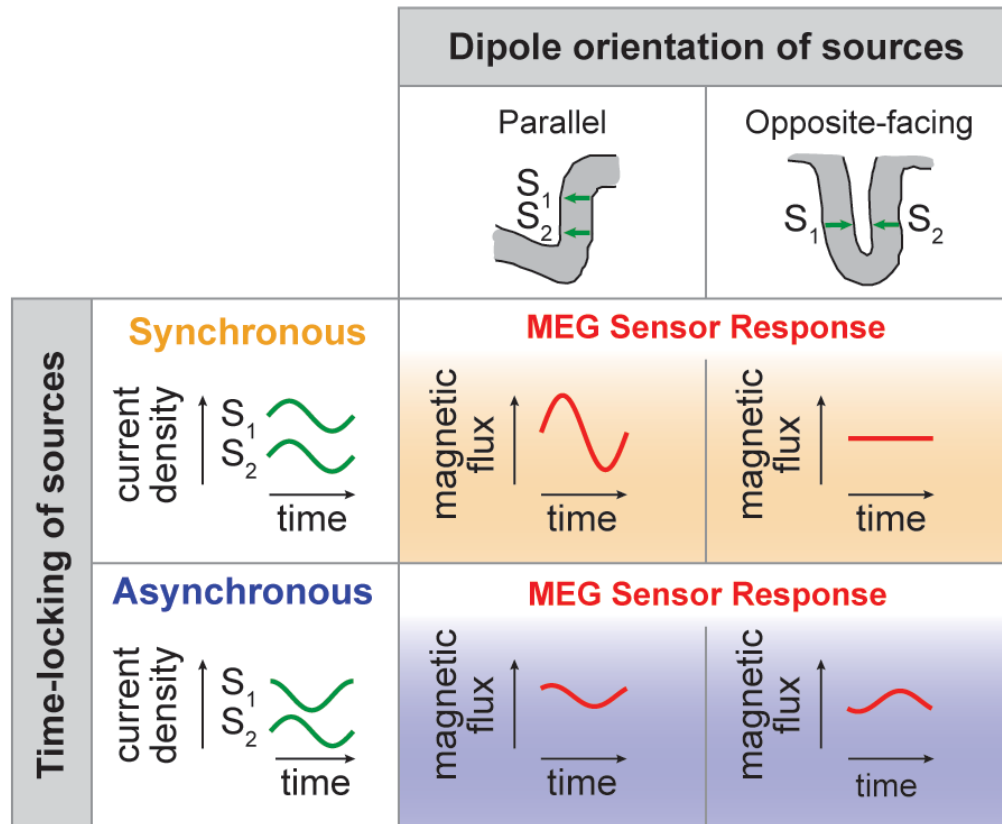 Dipole orientation of sources
Parallel
Opposite-facing
S1
S2
S1
S2
Time-locking of sources
Synchronous
current
density
S1
S2
time
MEG Sensor Response
magnetic
flux
time
magnetic
flux
time
Asynchronous
current
density
S1
S2
time
MEG Sensor Response
magnetic
flux
time
magnetic
flux
time